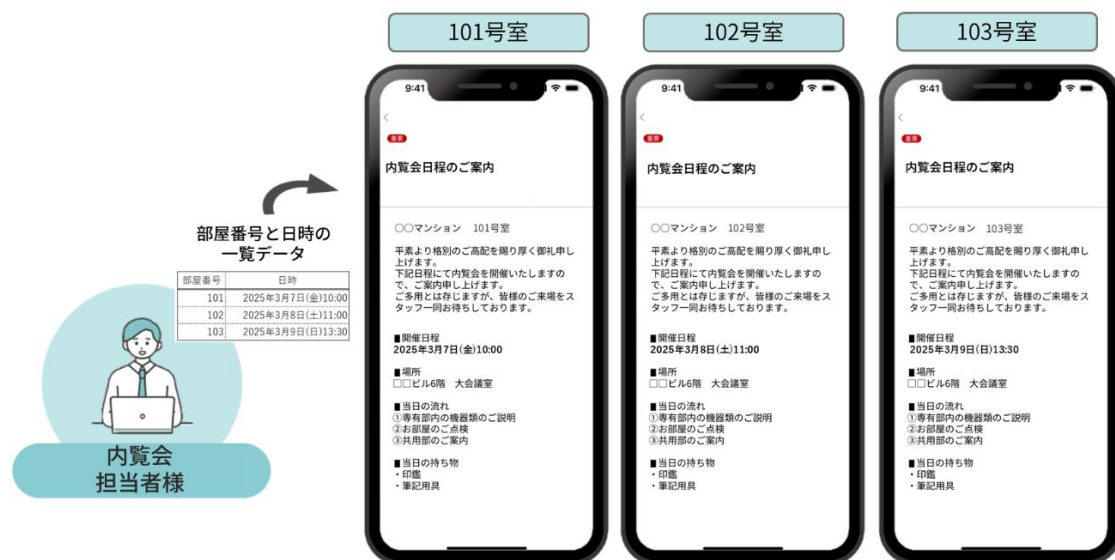 101号室
102号室
103号室
部屋番号と日時の
一覧データ
部屋番号 日時
101 2025年3月7日(金)10:00
102 2025年3月8日(土)11:00
103 2025年3月9日(日)13:30
内覧会
担当者様
9:41
重要
内覧会日程のご案内
○○マンション 101号室
平素より格別のご高配を賜り厚く御礼申し
上げます。
下記日程にて内覧会を開催いたしますの
で、ご案内申し上げます。
ご多用とは存じますが、皆様のご来場をス
タッフ一同お待ちしております。
■開催日程
2025年3月7日(金)10:00
■場所
□□ビル6階 大会議室
■当日の流れ
①専有部内の機器類のご説明
②お部屋のご点検
③共用部のご案内
■当日の持ち物
・印鑑
・筆記用具
9:41
重要
内覧会日程のご案内
○○マンション 102号室
平素より格別のご高配を賜り厚く御礼申し
上げます。
下記日程にて内覧会を開催いたしますの
で、ご案内申し上げます。
ご多用とは存じますが、皆様のご来場をス
タッフ一同お待ちしております。
■開催日程
2025年3月8日(土)11:00
■場所
□□ビル6階 大会議室
■当日の流れ
①専有部内の機器類のご説明
②お部屋のご点検
③共用部のご案内
■当日の持ち物
・印鑑
・筆記用具
9:41
重要
内覧会日程のご案内
○○マンション 103号室
平素より格別のご高配を賜り厚く御礼申し
上げます。
下記日程にて内覧会を開催いたしますの
で、ご案内申し上げます。
ご多用とは存じますが、皆様のご来場をス
タッフ一同お待ちしております。
■開催日程
2025年3月9日(日)13:30
■場所
□□ビル6階 大会議室
■当日の流れ
①専有部内の機器類のご説明
②お部屋のご点検
③共用部のご案内
■当日の持ち物
・印鑑
・筆記用具